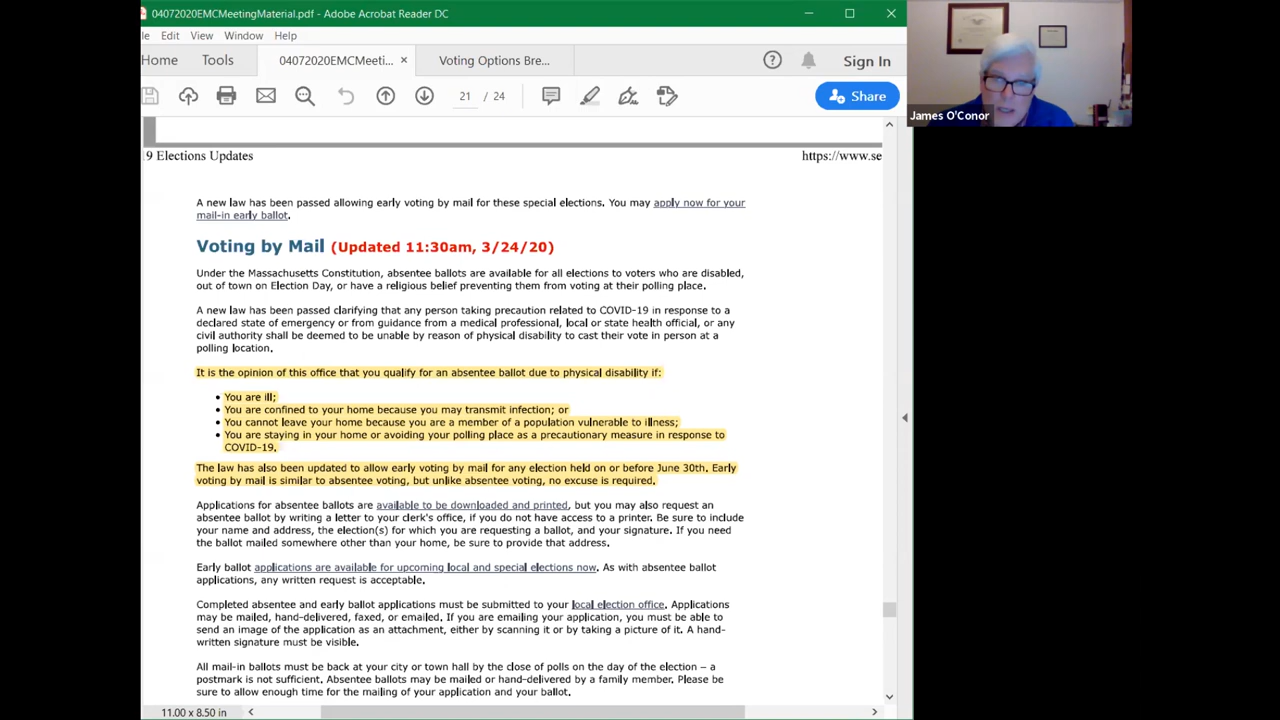 04072020EMCMeetingMaterial.pdf - Adobe Acrobat Reader DC
le Edit View Window Help
Home Tools 04072020EMCMeeti... × Voting Options Bre... Sign In
21 / 24 Share
James O'Conor
9 Elections Updates https://www.se
A new law has been passed allowing early voting by mail for these special elections. You may apply now for your
mail-in early ballot.
Voting by Mail (Updated 11:30am, 3/24/20)
Under the Massachusetts Constitution, absentee ballots are available for all elections to voters who are disabled,
out of town on Election Day, or have a religious belief preventing them from voting at their polling place.
A new law has been passed clarifying that any person taking precaution related to COVID-19 in response to a
declared state of emergency or from guidance from a medical professional, local or state health official, or any
civil authority shall be deemed to be unable by reason of physical disability to cast their vote in person at a
polling location.
It is the opinion of this office that you qualify for an absentee ballot due to physical disability if:
• You are ill;
• You are confined to your home because you may transmit infection; or
• You cannot leave your home because you are a member of a population vulnerable to illness;
• You are staying in your home or avoiding your polling place as a precautionary measure in response to
COVID-19.
The law has also been updated to allow early voting by mail for any election held on or before June 30th. Early
voting by mail is similar to absentee voting, but unlike absentee voting, no excuse is required.
Applications for absentee ballots are available to be downloaded and printed, but you may also request an
absentee ballot by writing a letter to your clerk's office, if you do not have access to a printer. Be sure to include
your name and address, the election(s) for which you are requesting a ballot, and your signature. If you need
the ballot mailed somewhere other than your home, be sure to provide that address.
Early ballot applications are available for upcoming local and special elections now. As with absentee ballot
applications, any written request is acceptable.
Completed absentee and early ballot applications must be submitted to your local election office. Applications
may be mailed, hand-delivered, faxed, or emailed. If you are emailing your application, you must be able to
send an image of the application as an attachment, either by scanning it or by taking a picture of it. A hand-
written signature must be visible.
All mail-in ballots must be back at your city or town hall by the close of polls on the day of the election – a
postmark is not sufficient. Absentee ballots may be mailed or hand-delivered by a family member. Please be
sure to allow enough time for the mailing of your application and your ballot.
11.00 x 8.50 in